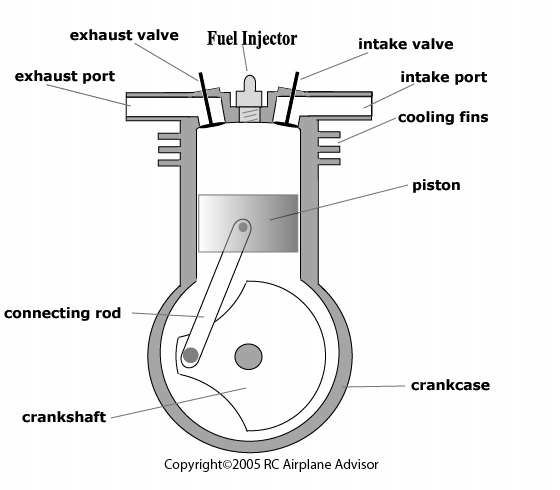 exhaust valve
Fuel Injector
intake valve
exhaust port
intake port
cooling fins
piston
connecting rod
crankcase
crankshaft
Copyright©2005 RC Airplane Advisor